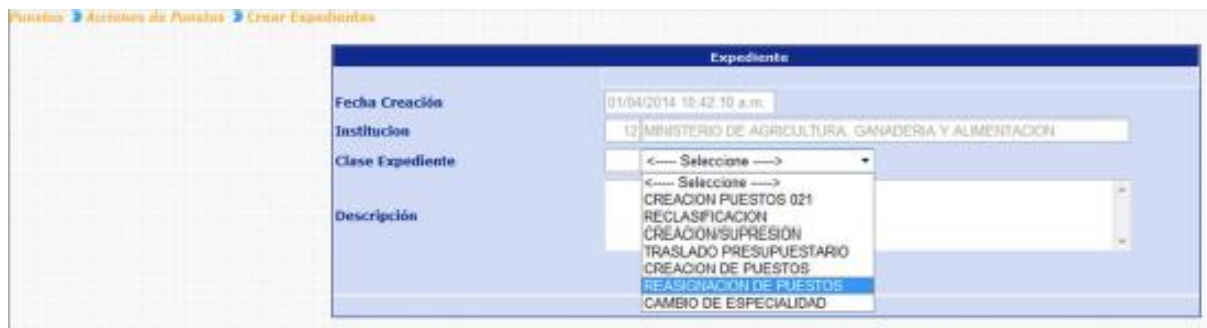 Puestos Acciones de Puestos Crear Expedientes
Expediente
Fecha Creación 01/04/2014 10:42:10 a.m.
Institucion 12 MINISTERIO DE AGRICULTURA, GANADERIA Y ALIMENTACION
Clase Expediente <----- Seleccione ----->
<----- Seleccione ----->
CREACION PUESTOS 021
RECLASIFICACION
Descripción
CREACION/SUPRESION
TRASLADO PRESUPUESTARIO
CREACION DE PUESTOS
REASIGNACION DE PUESTOS
CAMBIO DE ESPECIALIDAD